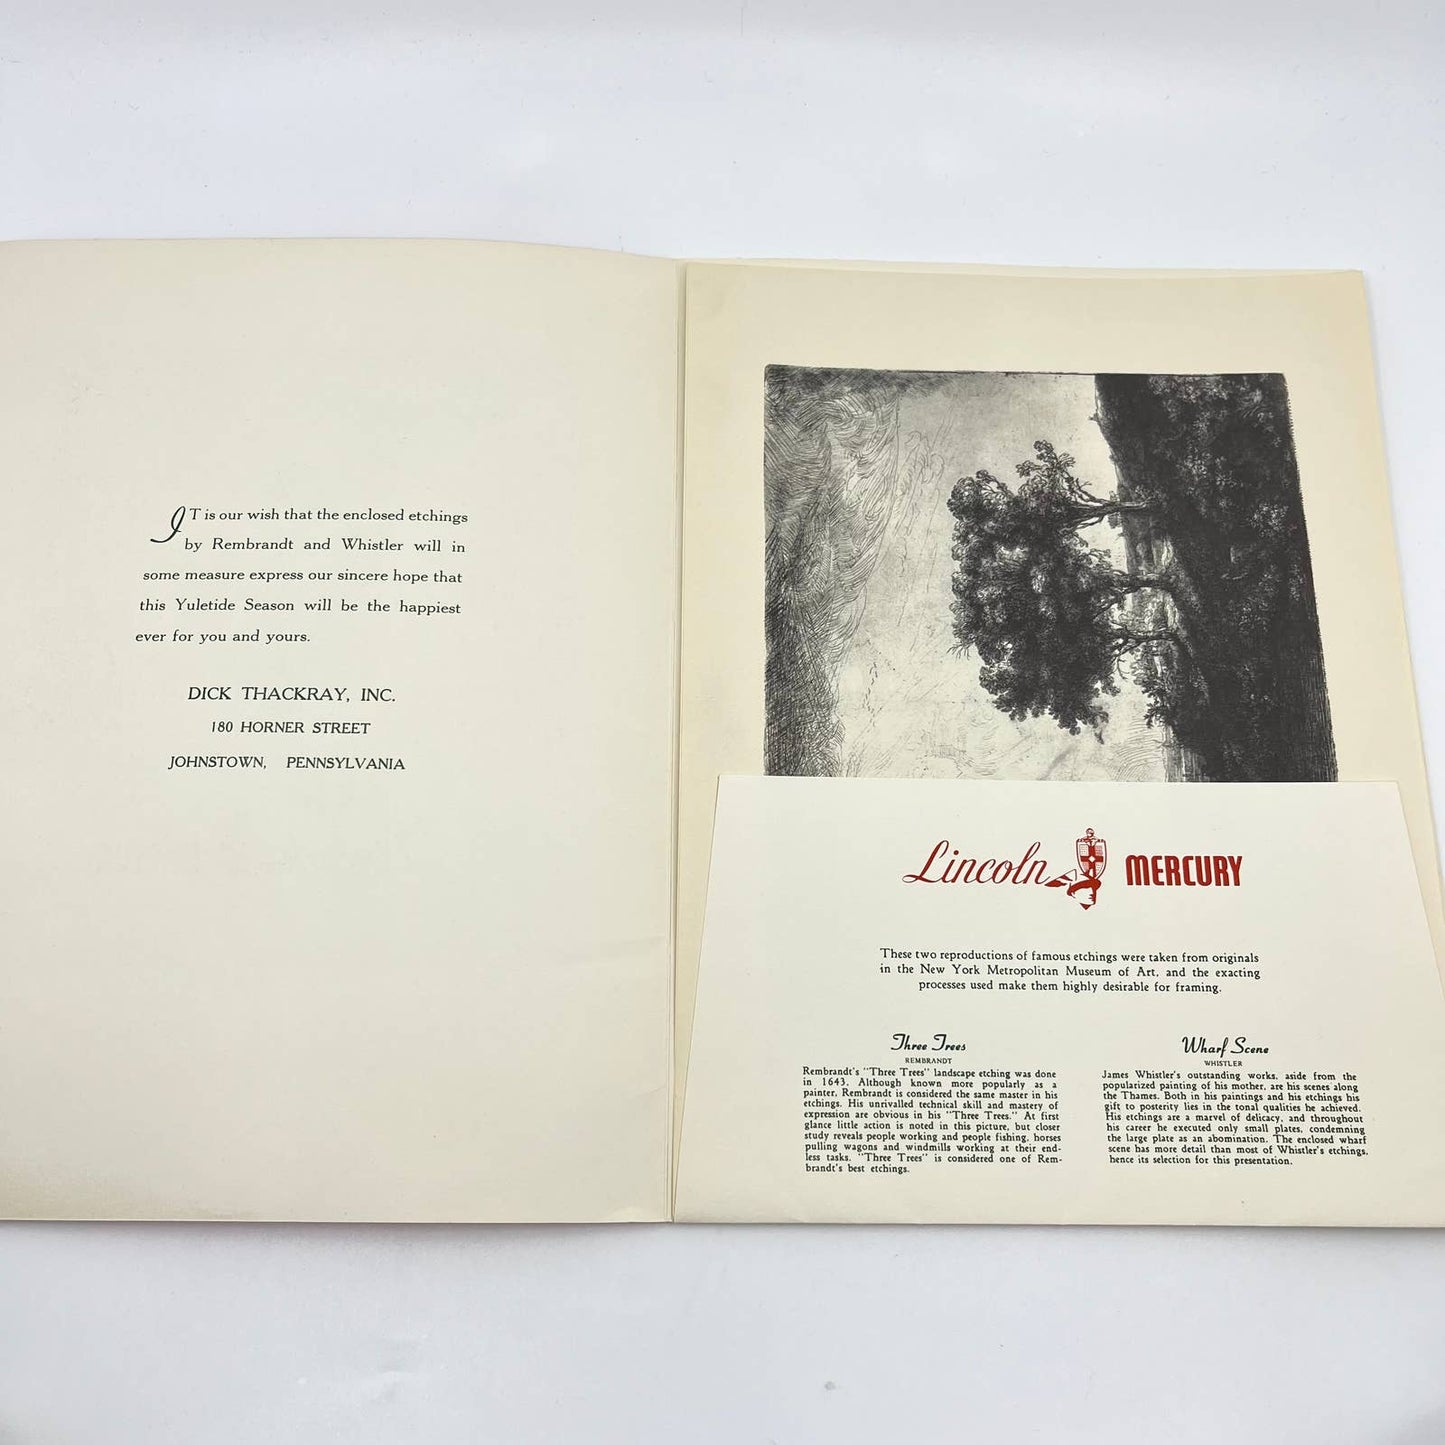 IT is our wish that the enclosed etchings
by Rembrandt and Whistler will in
some measure express our sincere hope that
this Yuletide Season will be the happiest
ever for you and yours.
DICK THACKRAY, INC.
180 HORNER STREET
JOHNSTOWN, PENNSYLVANIA
Lincoln MERCURY
These two reproductions of famous etchings were taken from originals
in the New York Metropolitan Museum of Art, and the exacting
processes used make them highly desirable for framing.
Three Trees
REMBRANDT
Rembrandt's "Three Trees" landscape etching was done
in 1643. Although known more popularly as a
painter, Rembrandt is considered the same master in his
etchings. His unrivalled technical skill and mastery of
expression are obvious in his "Three Trees." At first
glance little action is noted in this picture, but closer
study reveals people working and people fishing, horses
pulling wagons and windmills working at their end-
less tasks. "Three Trees" is considered one of Rem-
brandt's best etchings.
Wharf Scene
WHISTLER
James Whistler's outstanding works, aside from the
popularized painting of his mother, are his scenes along
the Thames. Both in his paintings and his etchings his
gift to posterity lies in the tonal qualities he achieved.
His etchings are a marvel of delicacy, and throughout
his career he executed only small plates, condemning
the large plate as an abomination. The enclosed wharf
scene has more detail than most of Whistler's etchings,
hence its selection for this presentation.